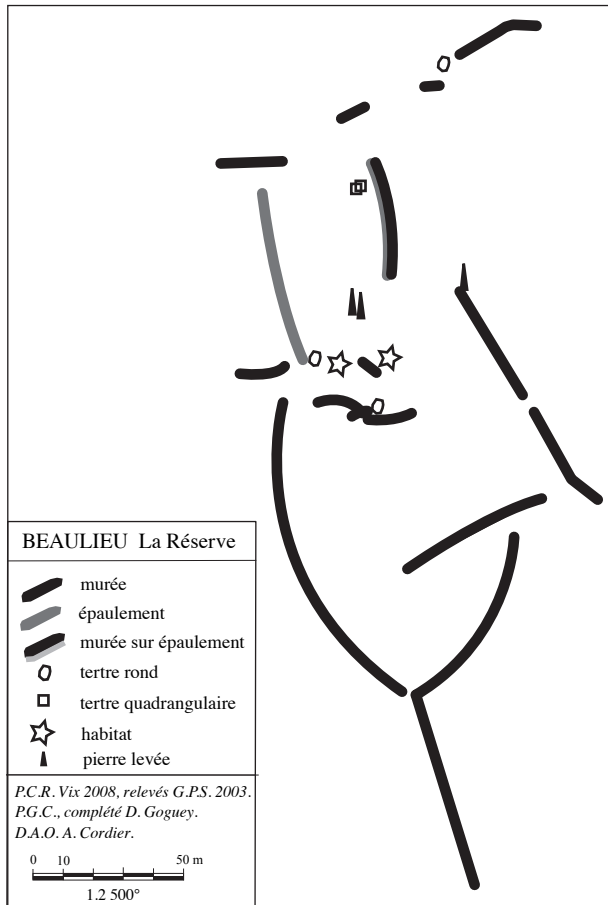 BEAULIEU La Réserve
murée
épaulement
murée sur épaulement
tertre rond
tertre quadrangulaire
habitat
pierre levée
P.C.R. Vix 2008, relevés G.P.S. 2003.
P.G.C., complété D. Goguey.
D.A.O. A. Cordier.
0 10 50 m
1.2 500°